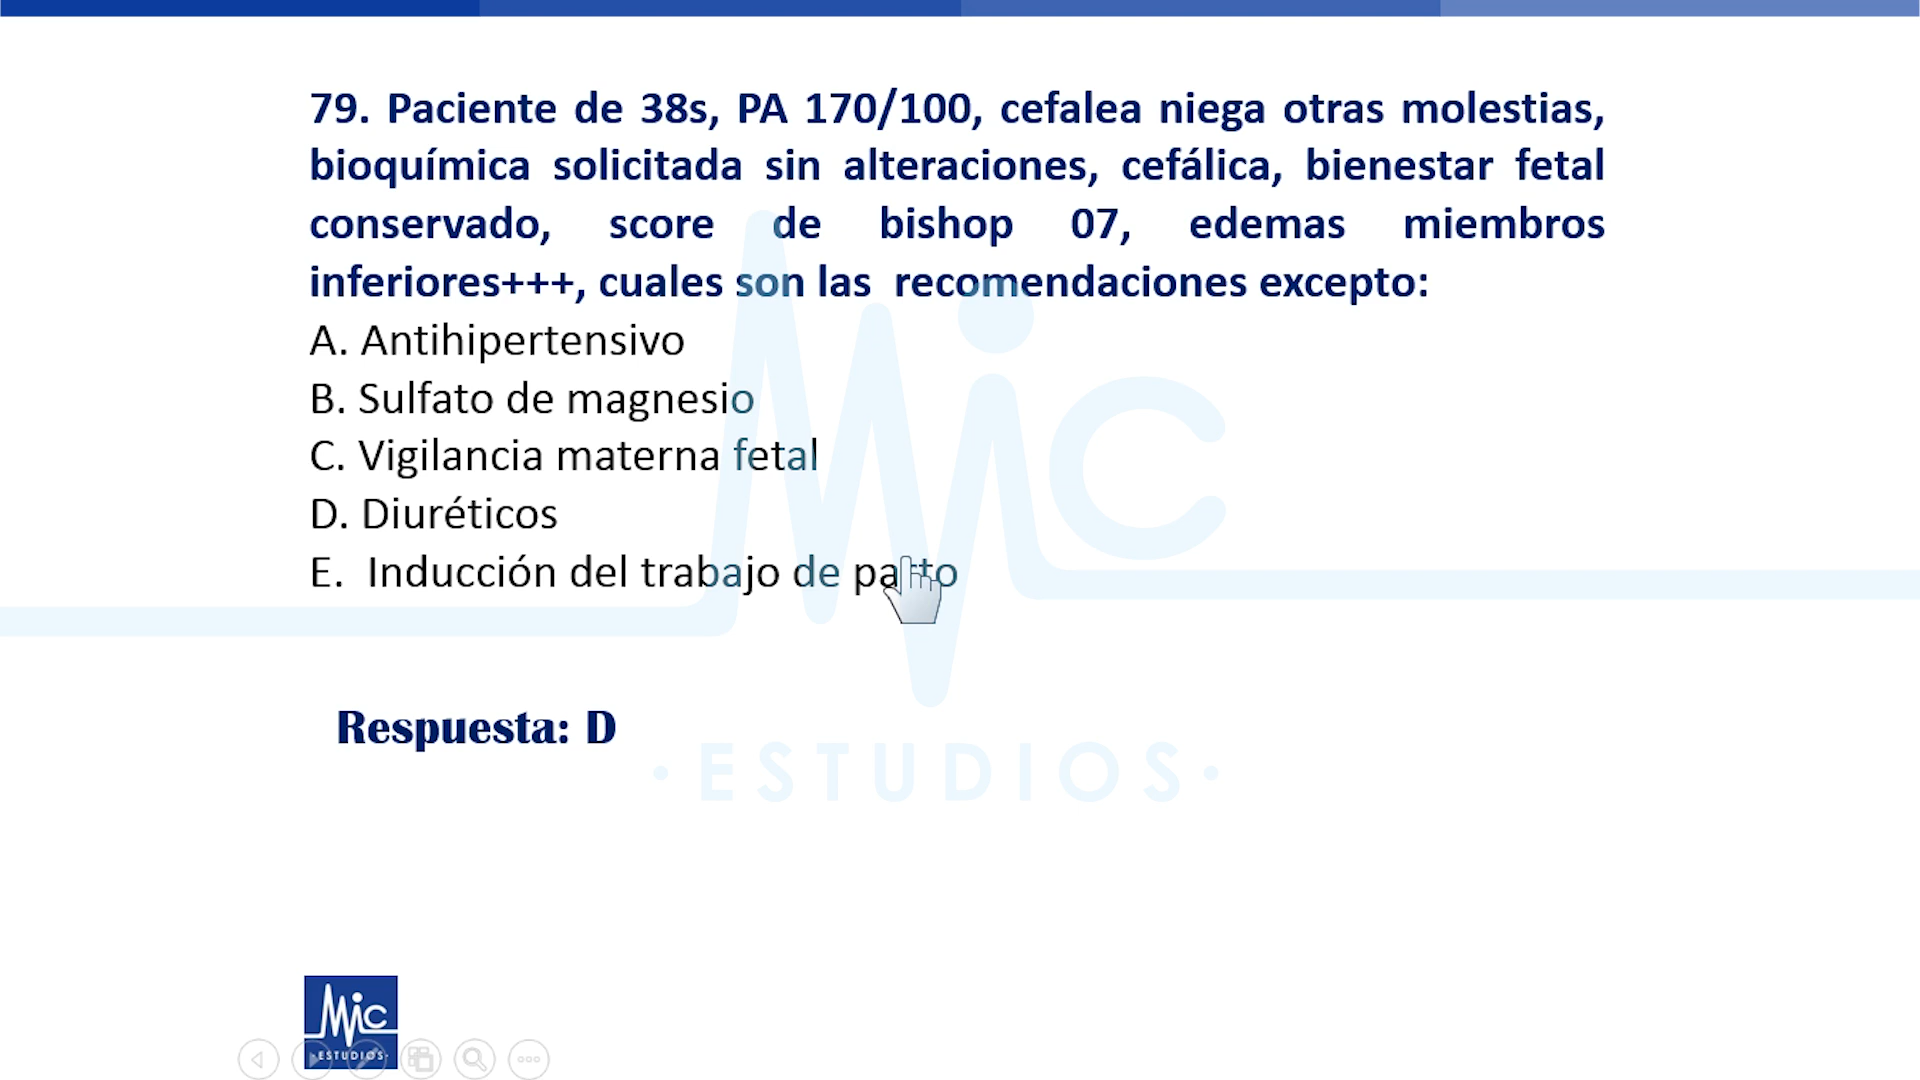 79. Paciente de 38s, PA 170/100, cefalea niega otras molestias,
bioquímica solicitada sin alteraciones, cefálica, bienestar fetal
conservado, score de bishop 07, edemas miembros
inferiores+++, cuales son las recomendaciones excepto:
A. Antihipertensivo
B. Sulfato de magnesio
C. Vigilancia materna fetal
D. Diuréticos
E. Inducción del trabajo de parto
Respuesta: D
MiC
·ESTUDIOS·
MiC
·ESTUDIOS·